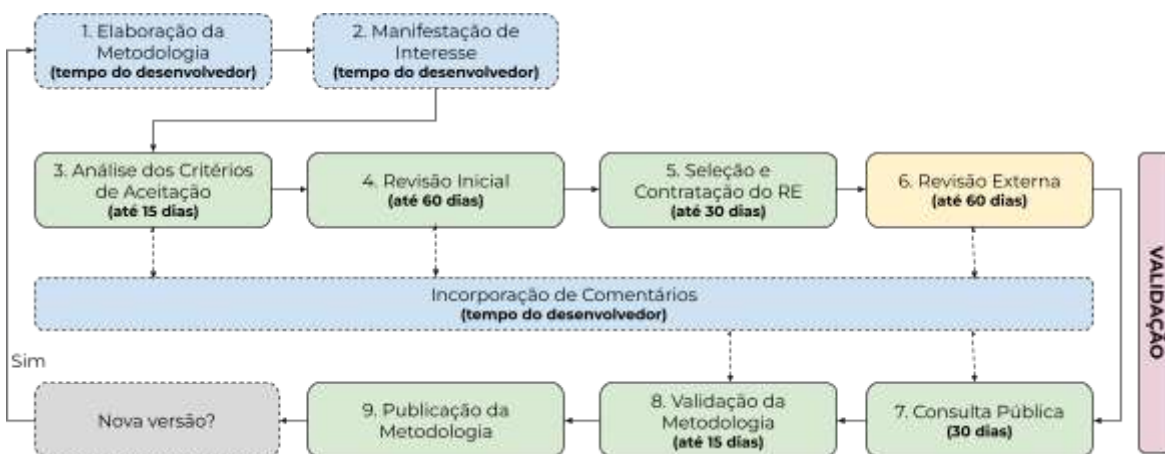 1. Elaboração da
Metodologia
(tempo do desenvolvedor)
2. Manifestação de
Interesse
(tempo do desenvolvedor)
3. Análise dos Critérios
de Aceitação
(até 15 dias)
4. Revisão Inicial
(até 60 dias)
5. Seleção e
Contratação do RE
(até 30 dias)
6. Revisão Externa
(até 60 dias)
VALIDAÇÃO
Incorporação de Comentários
(tempo do desenvolvedor)
Sim
Nova versão?
9. Publicação da
Metodologia
8. Validação da
Metodologia
(até 15 dias)
7. Consulta Pública
(30 dias)